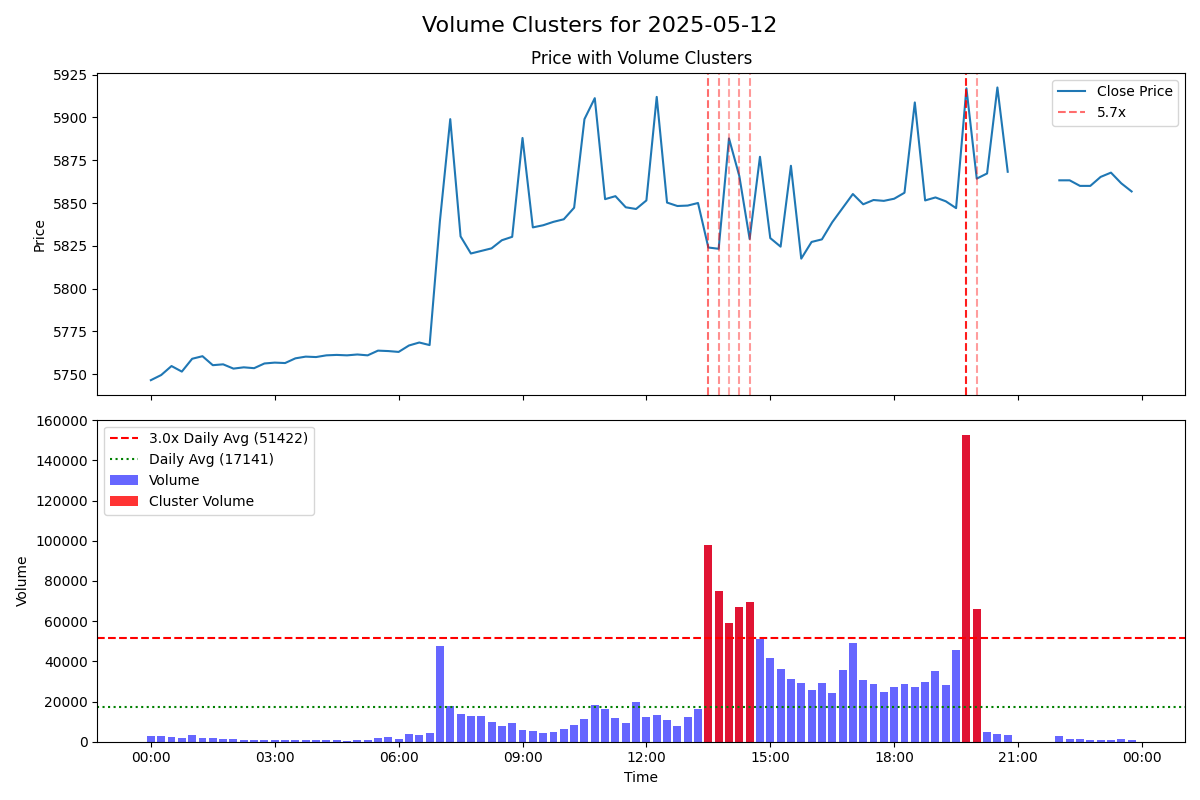 Volume Clusters for 2025-05-12
Price with Volume Clusters
5925
5900
5875
5850
5825
5800
5775
5750
Price
Close Price
5.7x
160000
140000
120000
100000
80000
60000
40000
20000
0
Volume
3.0x Daily Avg (51422)
Daily Avg (17141)
Volume
Cluster Volume
00:00 03:00 06:00 09:00 12:00 15:00 18:00 21:00 00:00
Time